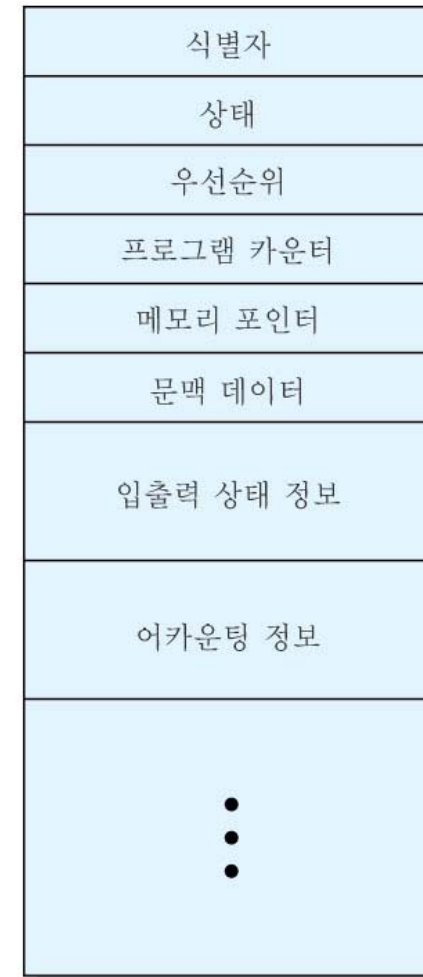 식별자
상태
우선순위
프로그램 카운터
메모리 포인터
문맥 데이터
입출력 상태 정보
어카운팅 정보